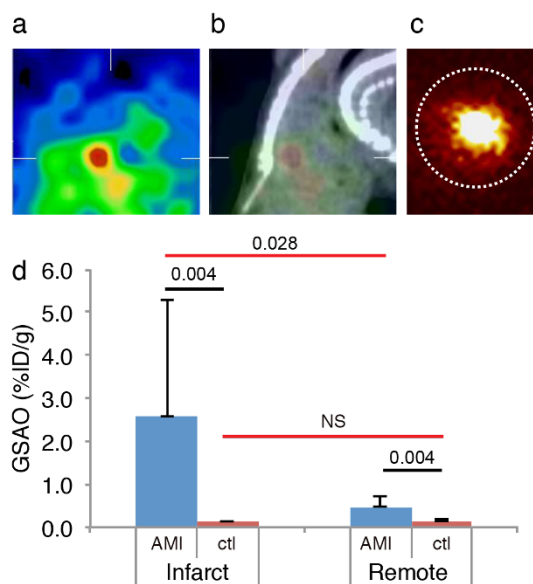 a
b
c
d
0.028
0.004
NS
0.004
GSAO (%ID/g)
6.0
5.0
4.0
3.0
2.0
1.0
0.0
AMI ctl AMI ctl
Infarct Remote